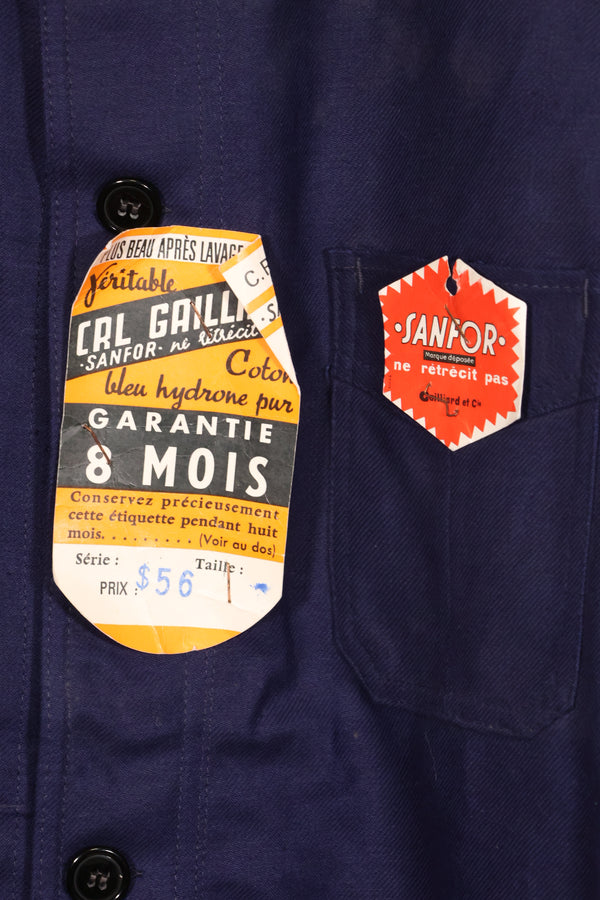 PLUS BEAU APRÈS LAVAGE
Véritable
CRL GAILLI
·SANFOR· ne rétrécit
Coton
bleu hydrone pur
GARANTIE
8 MOIS
Conservez précieusement
cette étiquette pendant huit
mois......... (Voir au dos)
Série : Taille :
PRIX : $56
·SANFOR·
Marque déposée
ne rétrécit pas
Gailliard et Cie